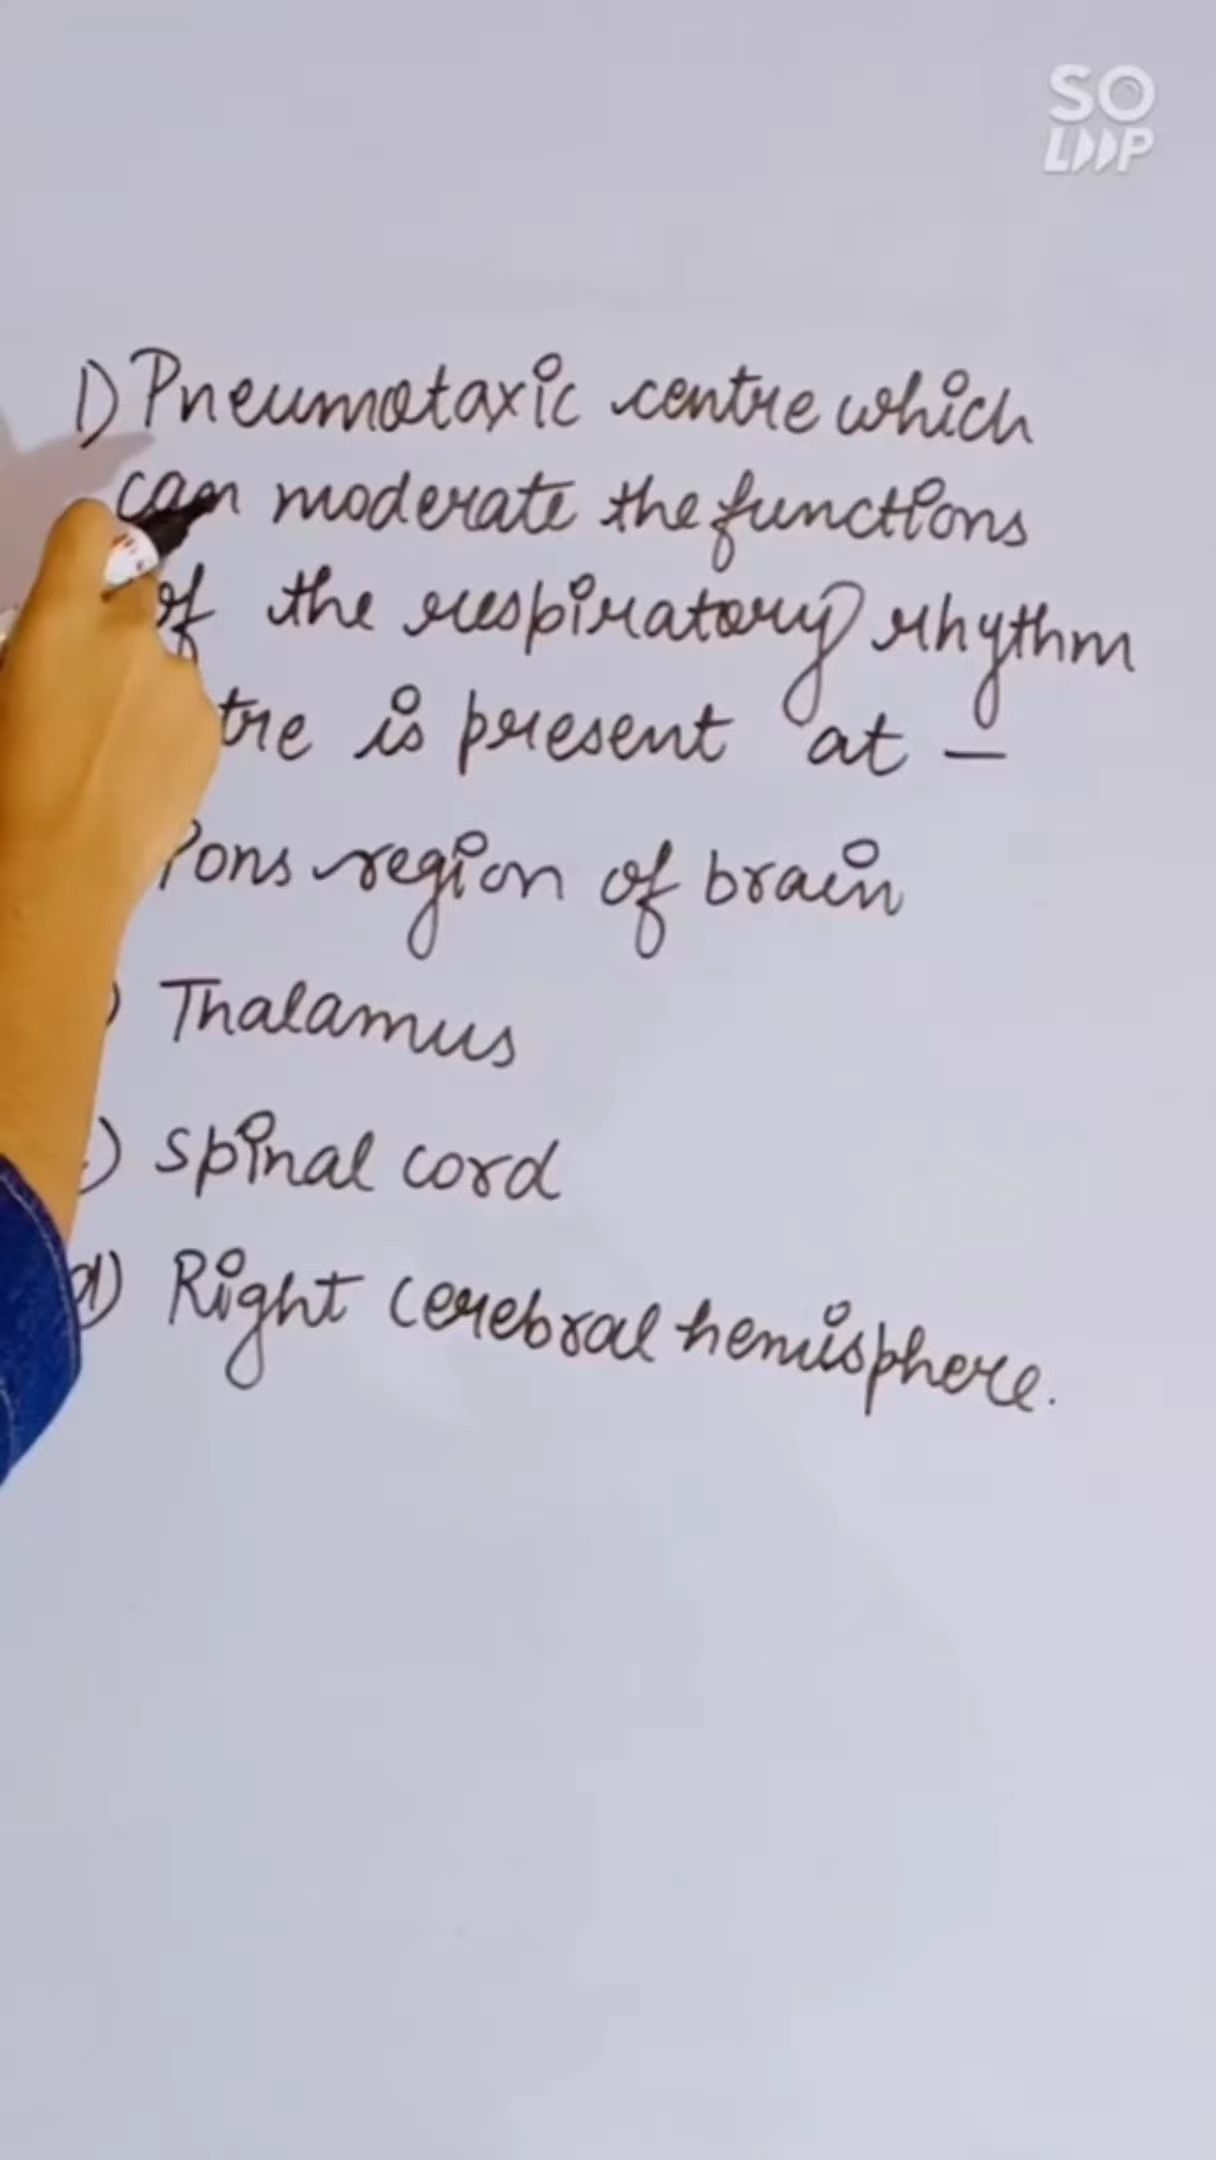 SO
LOOP
1) Pneumotaxic centre which
can moderate the functions
of the respiratory rhythm
tre is present at —
Pons region of brain
) Thalamus
) Spinal cord
d) Right cerebral hemisphere.